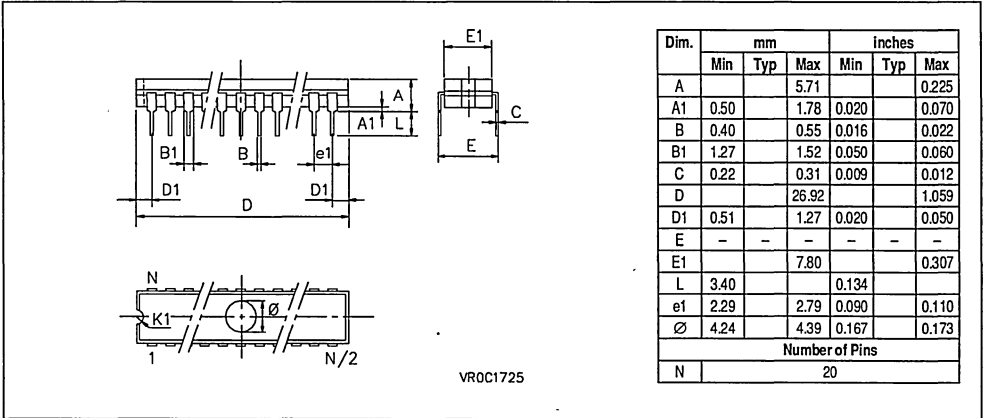 E1
A
A1
L
C
B1
B
e1
E
D1
D1
D
N
Ø
K1
1
N/2
VR0C1725
Dim. mm inches
Min Typ Max Min Typ Max
A 5.71 0.225
A1 0.50 1.78 0.020 0.070
B 0.40 0.55 0.016 0.022
B1 1.27 1.52 0.050 0.060
C 0.22 0.31 0.009 0.012
D 26.92 1.059
D1 0.51 1.27 0.020 0.050
E – – – – – –
E1 7.80 0.307
L 3.40 0.134
e1 2.29 2.79 0.090 0.110
Ø 4.24 4.39 0.167 0.173
Number of Pins
N 20